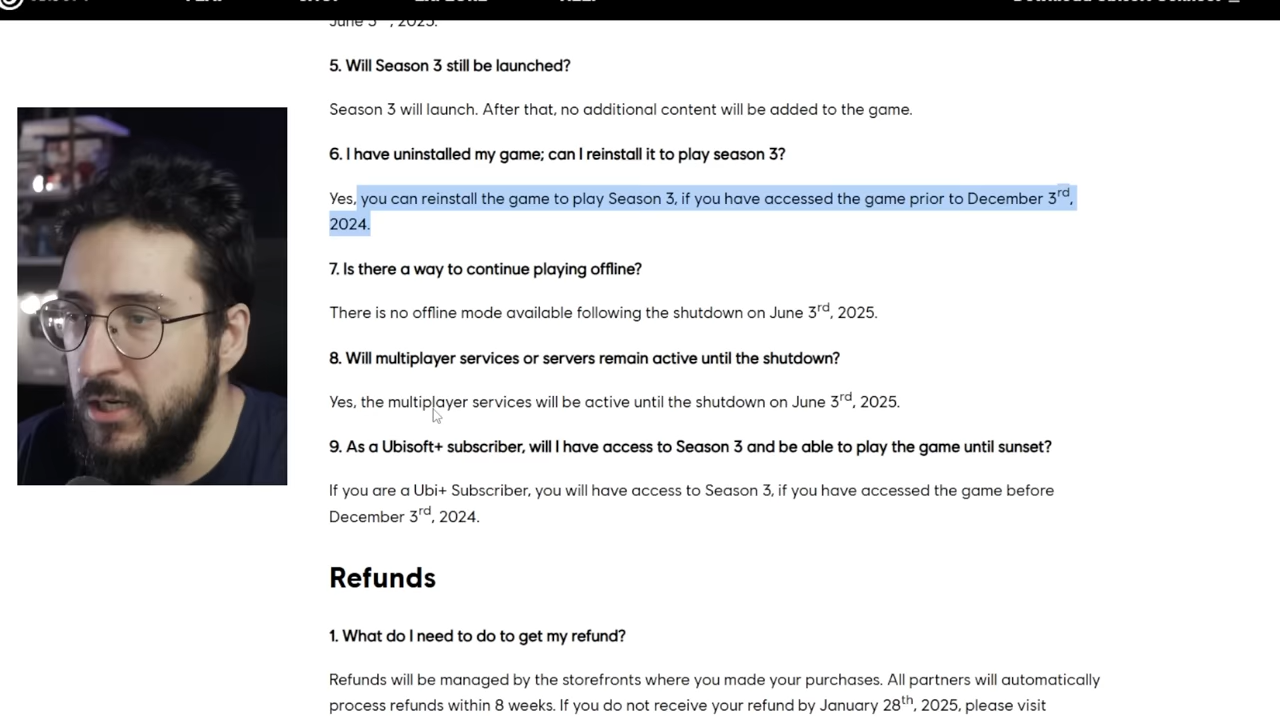 June 3rd, 2025.
5. Will Season 3 still be launched?
Season 3 will launch. After that, no additional content will be added to the game.
6. I have uninstalled my game; can I reinstall it to play season 3?
Yes, you can reinstall the game to play Season 3, if you have accessed the game prior to December 3rd,
2024.
7. Is there a way to continue playing offline?
There is no offline mode available following the shutdown on June 3rd, 2025.
8. Will multiplayer services or servers remain active until the shutdown?
Yes, the multiplayer services will be active until the shutdown on June 3rd, 2025.
9. As a Ubisoft+ subscriber, will I have access to Season 3 and be able to play the game until sunset?
If you are a Ubi+ Subscriber, you will have access to Season 3, if you have accessed the game before
December 3rd, 2024.
Refunds
1. What do I need to do to get my refund?
Refunds will be managed by the storefronts where you made your purchases. All partners will automatically
process refunds within 8 weeks. If you do not receive your refund by January 28th, 2025, please visit